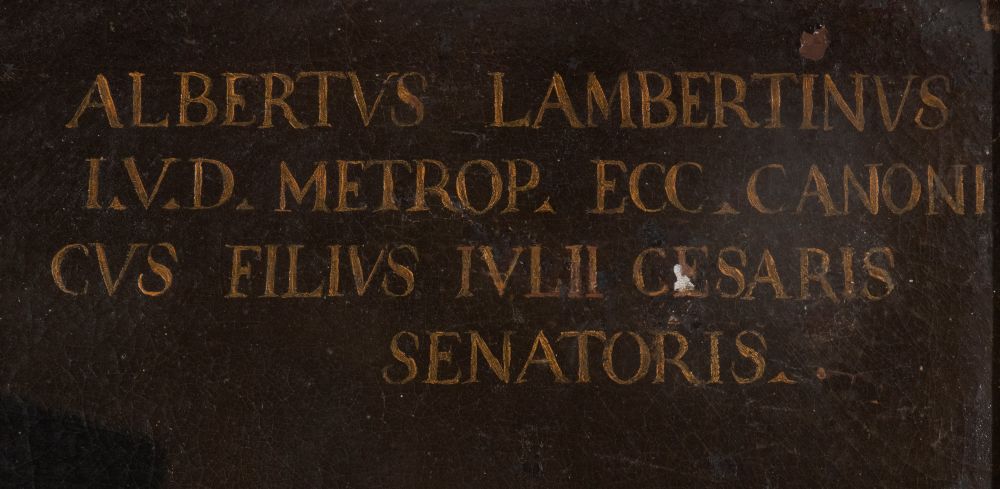 ALBERTVS LAMBERTINVS
I.V.D. METROP. ECC. CANONI
CVS FILIVS IVLII CESARIS
SENATORIS.